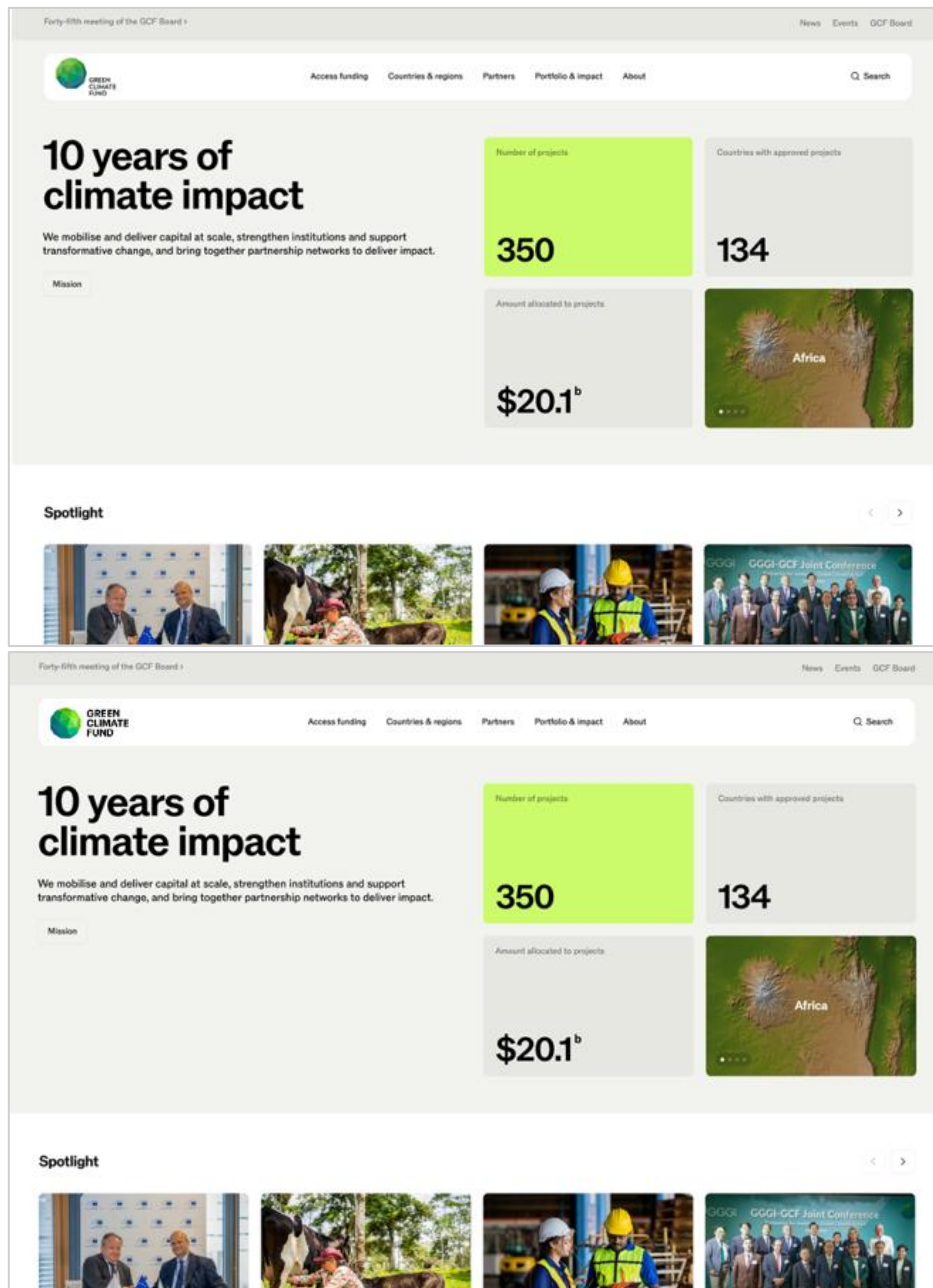 Forty-fifth meeting of the GCF Board ›
News Events GCF Board
GREEN
CLIMATE
FUND
Access funding Countries & regions Partners Portfolio & impact About
Search
10 years of
climate impact
We mobilise and deliver capital at scale, strengthen institutions and support
transformative change, and bring together partnership networks to deliver impact.
Mission
Number of projects
350
Countries with approved projects
134
Amount allocated to projects
$20.1b
Africa
Spotlight
GGGI GGGI-GCF Joint Conference
Forty-fifth meeting of the GCF Board ›
News Events GCF Board
GREEN
CLIMATE
FUND
Access funding Countries & regions Partners Portfolio & impact About
Search
10 years of
climate impact
We mobilise and deliver capital at scale, strengthen institutions and support
transformative change, and bring together partnership networks to deliver impact.
Mission
Number of projects
350
Countries with approved projects
134
Amount allocated to projects
$20.1b
Africa
Spotlight
GGGI GGGI-GCF Joint Conference